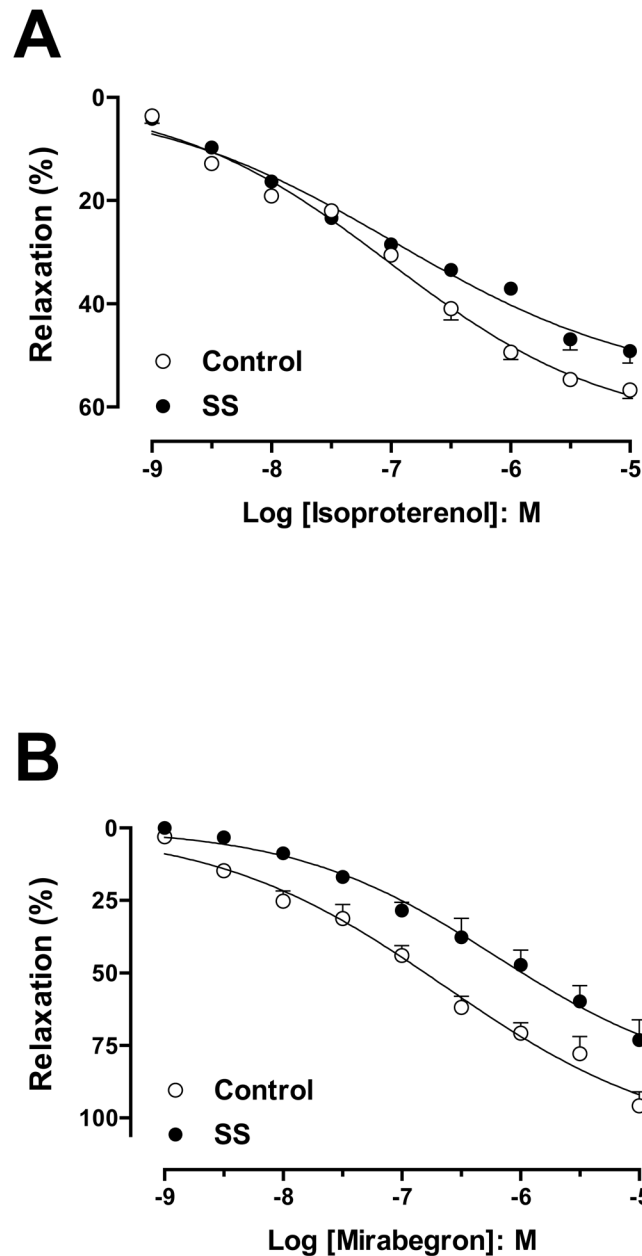 A
0
20
40
60
Relaxation (%)
Control
SS
-9 -8 -7 -6 -5
Log [Isoproterenol]: M
B
0
25
50
75
100
Relaxation (%)
Control
SS
-9 -8 -7 -6 -5
Log [Mirabegron]: M